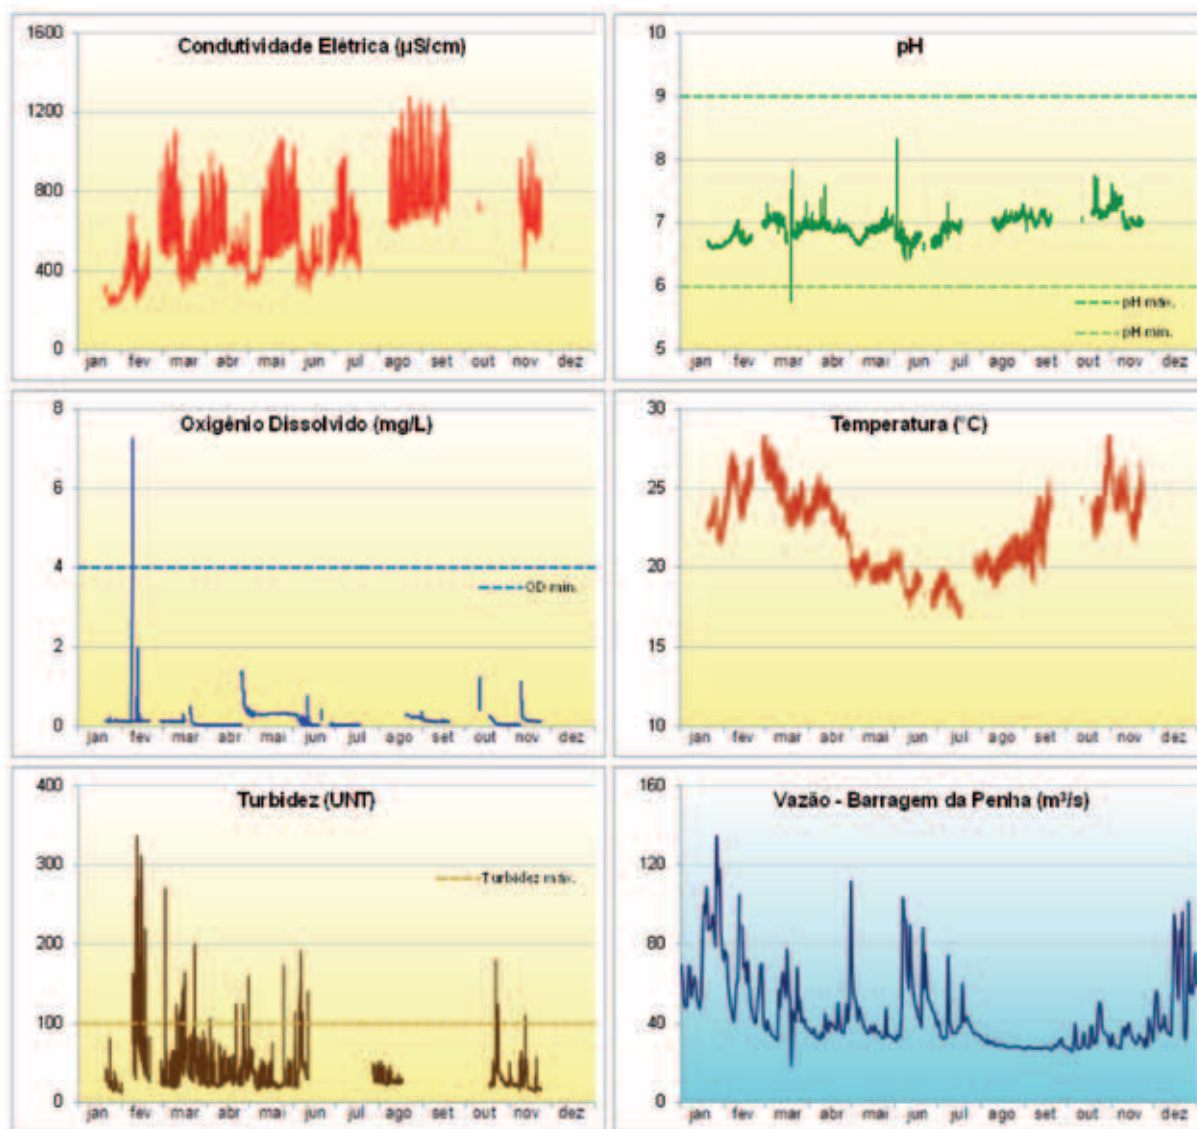 Condutividade Elétrica (µS/cm)
1600
1200
800
400
0
jan fev mar abr mai jun jul ago set out nov dez
pH
10
9
8
7
6
5
pH máx.
pH mín.
jan fev mar abr mai jun jul ago set out nov dez
Oxigênio Dissolvido (mg/L)
8
6
4
2
0
OD mín.
jan fev mar abr mai jun jul ago set out nov dez
Temperatura (°C)
30
25
20
15
10
jan fev mar abr mai jun jul ago set out nov dez
Turbidez (UNT)
400
300
200
100
0
Turbidez máx.
jan fev mar abr mai jun jul ago set out nov dez
Vazão - Barragem da Penha (m³/s)
160
120
80
40
0
jan fev mar abr mai jun jul ago set out nov dez